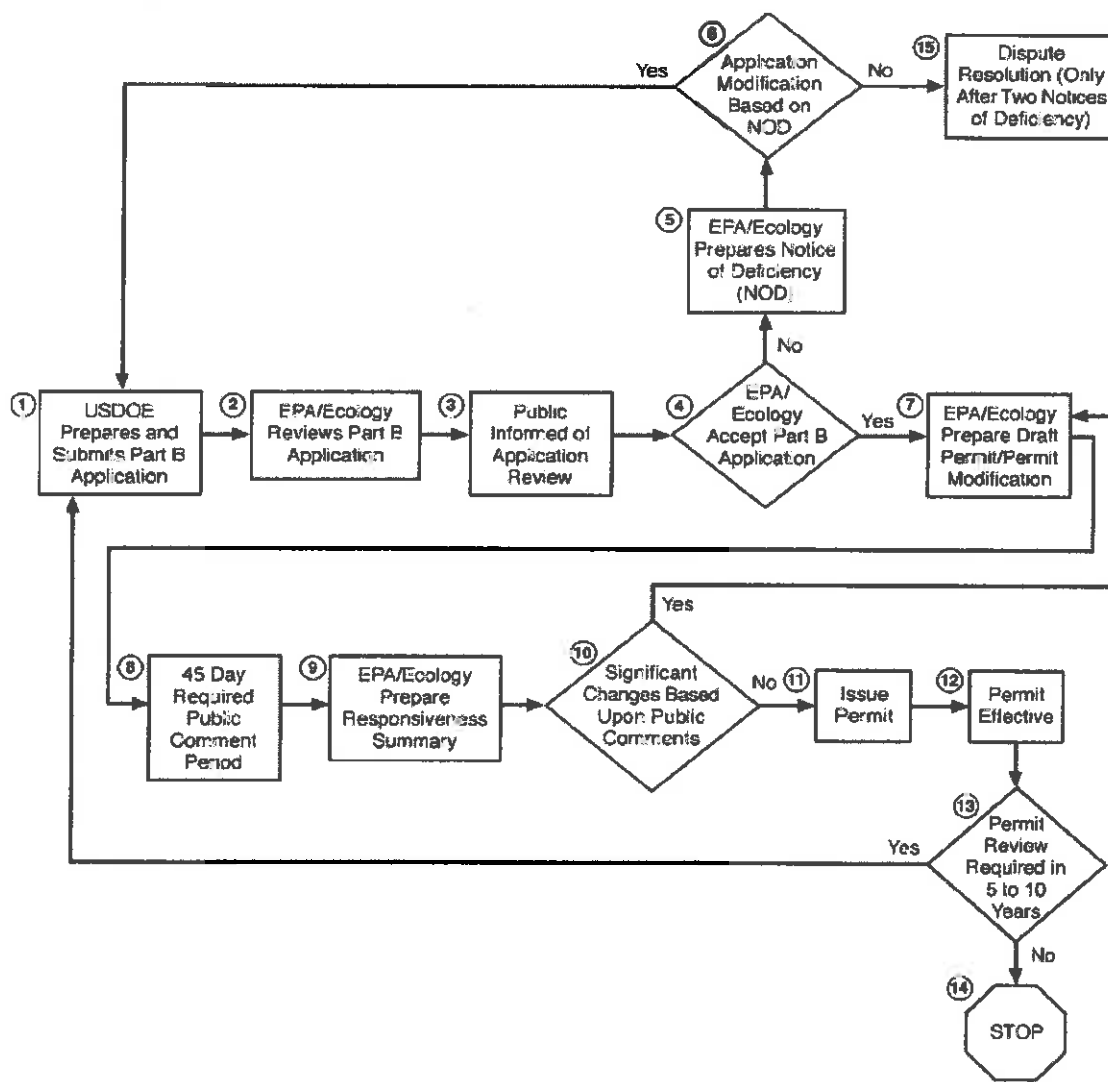 6
Application
Modification
Based on
NOD
Yes
No
15
Dispute
Resolution (Only
After Two Notices
of Deficiency)
5
EPA/Ecology
Prepares Notice
of Deficiency
(NOD)
No
1
USDOE
Prepares and
Submits Part B
Application
2
EPA/Ecology
Reviews Part B
Application
3
Public
Informed of
Application
Review
4
EPA/
Ecology
Accept Part B
Application
Yes
7
EPA/Ecology
Prepare Draft
Permit/Permit
Modification
8
45 Day
Required
Public
Comment
Period
9
EPA/Ecology
Prepare
Responsiveness
Summary
Yes
10
Significant
Changes Based
Upon Public
Comments
No
11
Issue
Permit
12
Permit
Effective
13
Permit
Review
Required in
5 to 10
Years
Yes
No
14
STOP